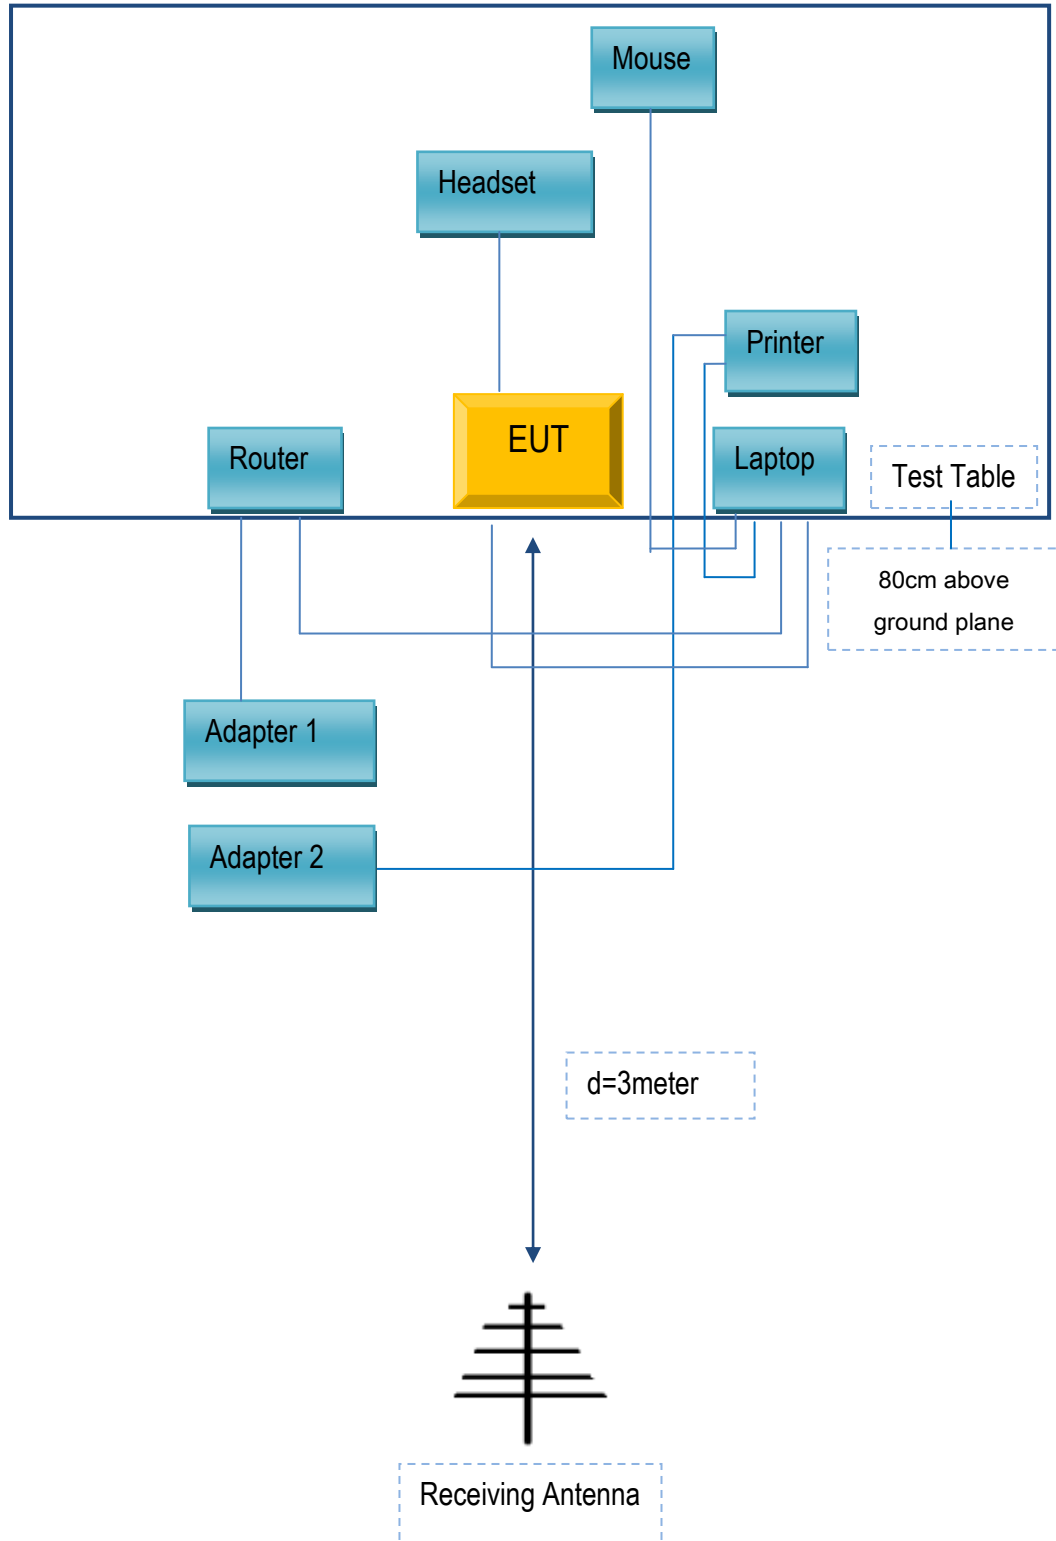 Mouse
Headset
Printer
EUT
Router
Laptop
Test Table
80cm above
ground plane
Adapter 1
Adapter 2
d=3meter
Receiving Antenna